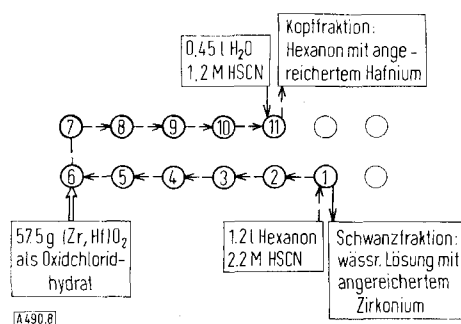 Kopffraktion:
Hexanon mit ange-
reichertem Hafnium
0,45 l H₂O
1,2 M HSCN
7 8 9 10 11
6 5 4 3 2 1
57.5 g (Zr, Hf)O₂
als Oxidchlorid-
hydrat
1.2 l Hexanon
2.2 M HSCN
Schwanzfraktion:
wässr. Lösung mit
angereichertem
Zirkonium
A 490.8